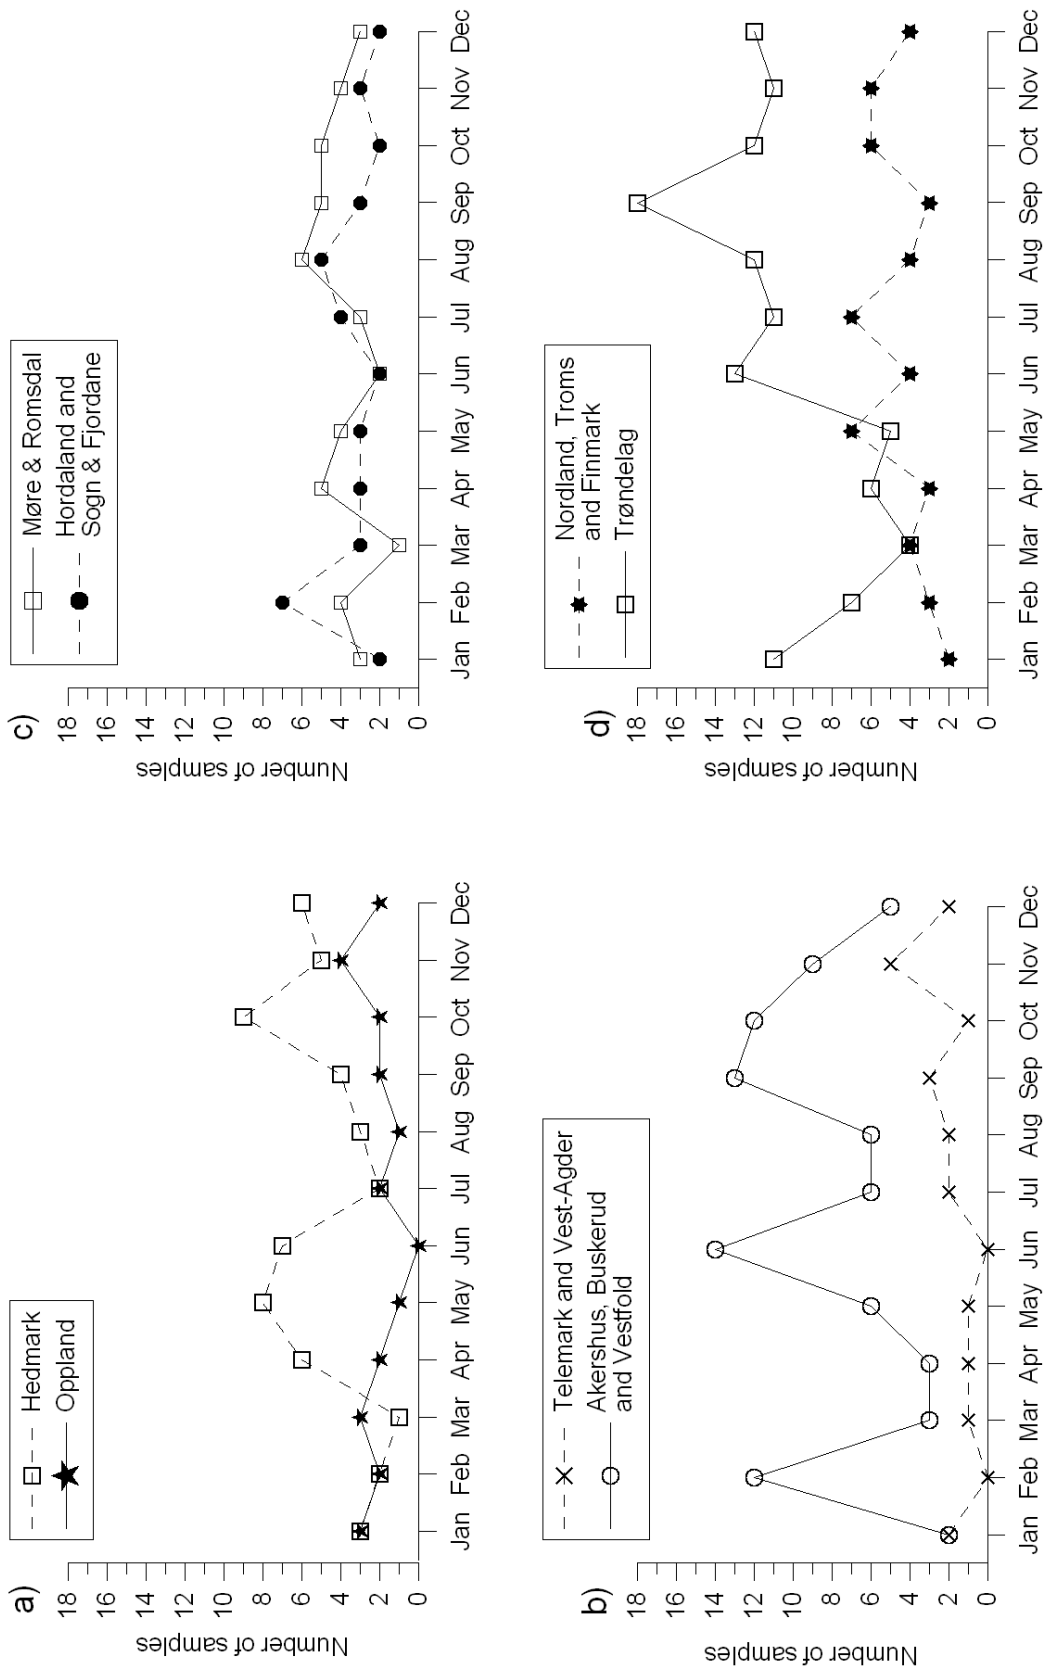 a)
Hedmark
Oppland
Number of samples
18
16
14
12
10
8
6
4
2
0
Jan Feb Mar Apr May Jun Jul Aug Sep Oct Nov Dec
c)
Møre & Romsdal
Hordaland and
Sogn & Fjordane
Number of samples
18
16
14
12
10
8
6
4
2
0
Jan Feb Mar Apr May Jun Jul Aug Sep Oct Nov Dec
b)
Telemark and Vest-Agder
Akershus, Buskerud
and Vestfold
Number of samples
18
16
14
12
10
8
6
4
2
0
Jan Feb Mar Apr May Jun Jul Aug Sep Oct Nov Dec
d)
Nordland, Troms
and Finmark
Trøndelag
Number of samples
18
16
14
12
10
8
6
4
2
0
Jan Feb Mar Apr May Jun Jul Aug Sep Oct Nov Dec